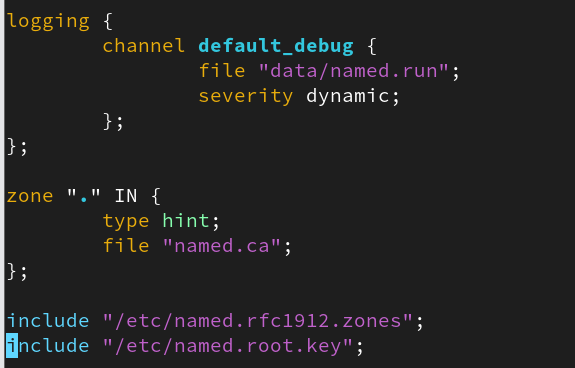 logging {
        channel default_debug {
                file "data/named.run";
                severity dynamic;
        };
};

zone "." IN {
        type hint;
        file "named.ca";
};

include "/etc/named.rfc1912.zones";
include "/etc/named.root.key";